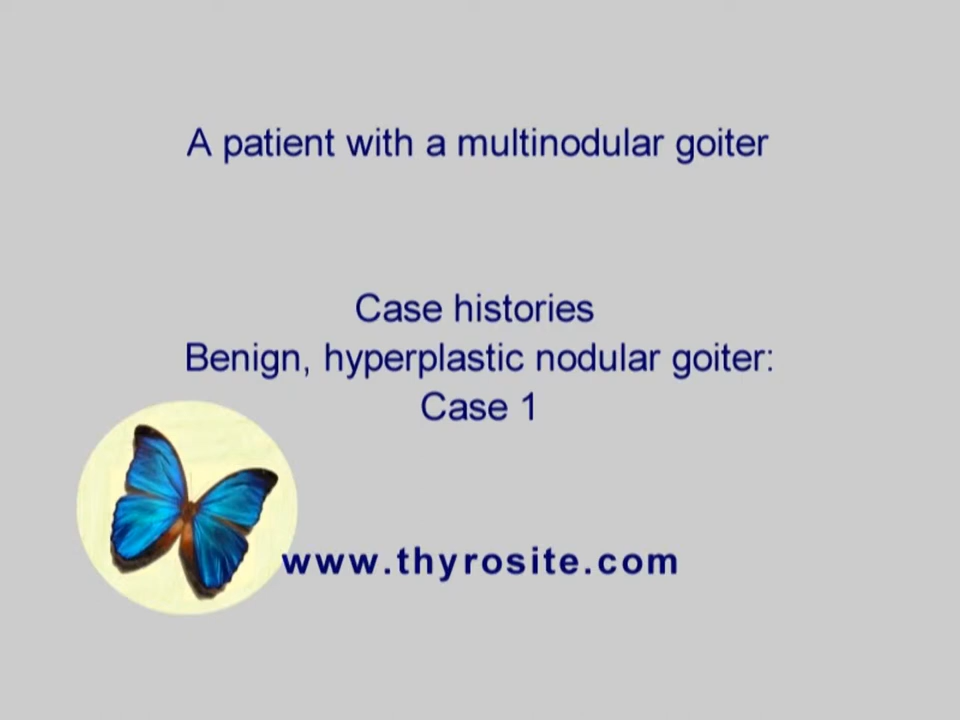 A patient with a multinodular goiter
Case histories
Benign, hyperplastic nodular goiter:
Case 1
www.thyrosite.com